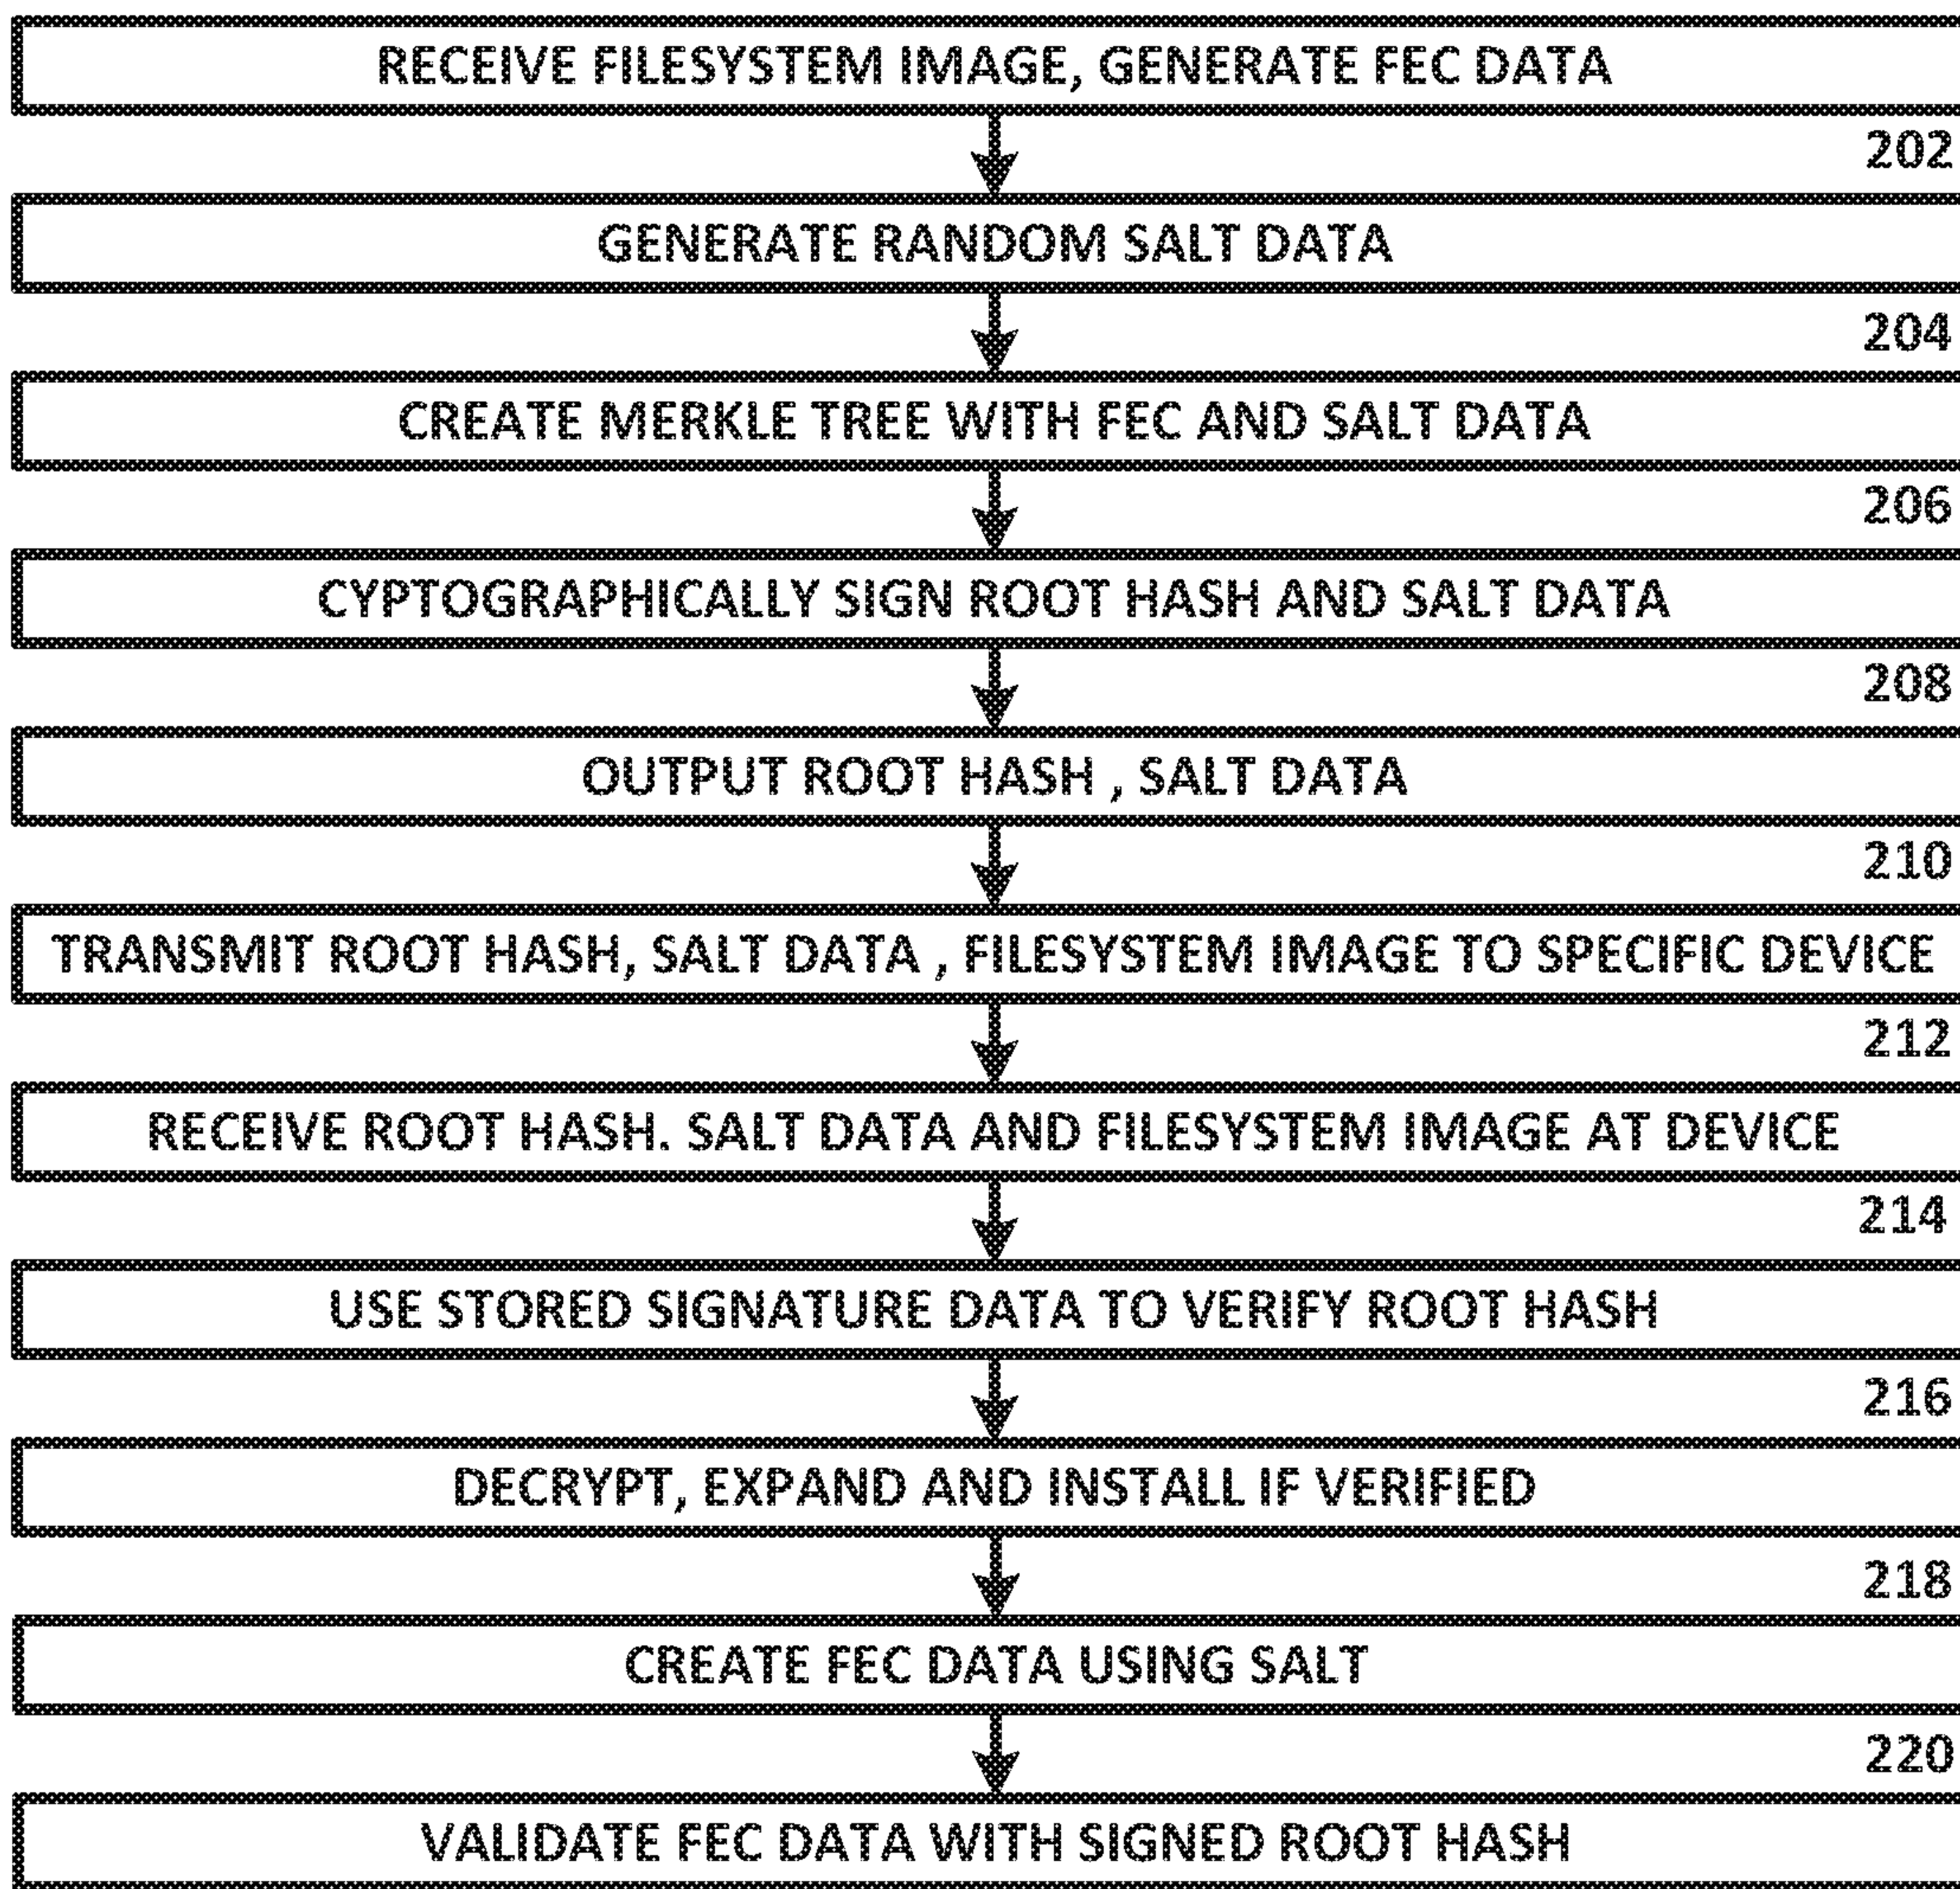 RECEIVE FILESYSTEM IMAGE, GENERATE FEC DATA
202
GENERATE RANDOM SALT DATA
204
CREATE MERKLE TREE WITH FEC AND SALT DATA
206
CYPTOGRAPHICALLY SIGN ROOT HASH AND SALT DATA
208
OUTPUT ROOT HASH , SALT DATA
210
TRANSMIT ROOT HASH, SALT DATA , FILESYSTEM IMAGE TO SPECIFIC DEVICE
212
RECEIVE ROOT HASH. SALT DATA AND FILESYSTEM IMAGE AT DEVICE
214
USE STORED SIGNATURE DATA TO VERIFY ROOT HASH
216
DECRYPT, EXPAND AND INSTALL IF VERIFIED
218
CREATE FEC DATA USING SALT
220
VALIDATE FEC DATA WITH SIGNED ROOT HASH